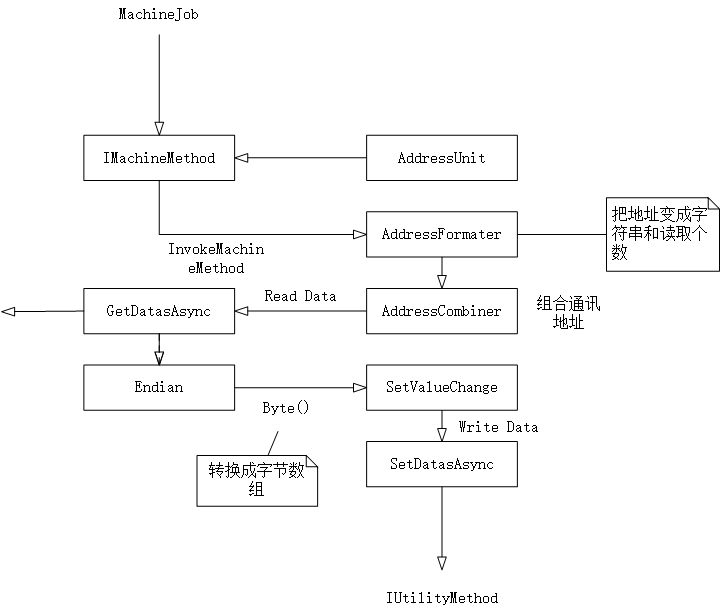 MachineJob
IMachineMethod
AddressUnit
AddressFormater
把地址变成字
符串和读取个
数
InvokeMachin
eMethod
Read Data
GetDatasAsync
AddressCombiner
组合通讯
地址
Endian
SetValueChange
Byte()
Write Data
转换成字节数
组
SetDatasAsync
IUtilityMethod